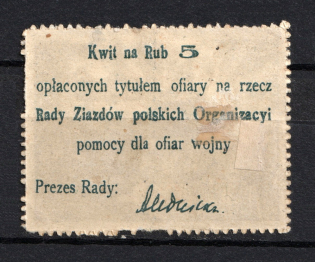 Kwit na Rub 5
opłaconych tytułem ofiary na rzecz
Rady Ziazdów polskich Organizacyi
pomocy dla ofiar wojny
Prezes Rady: